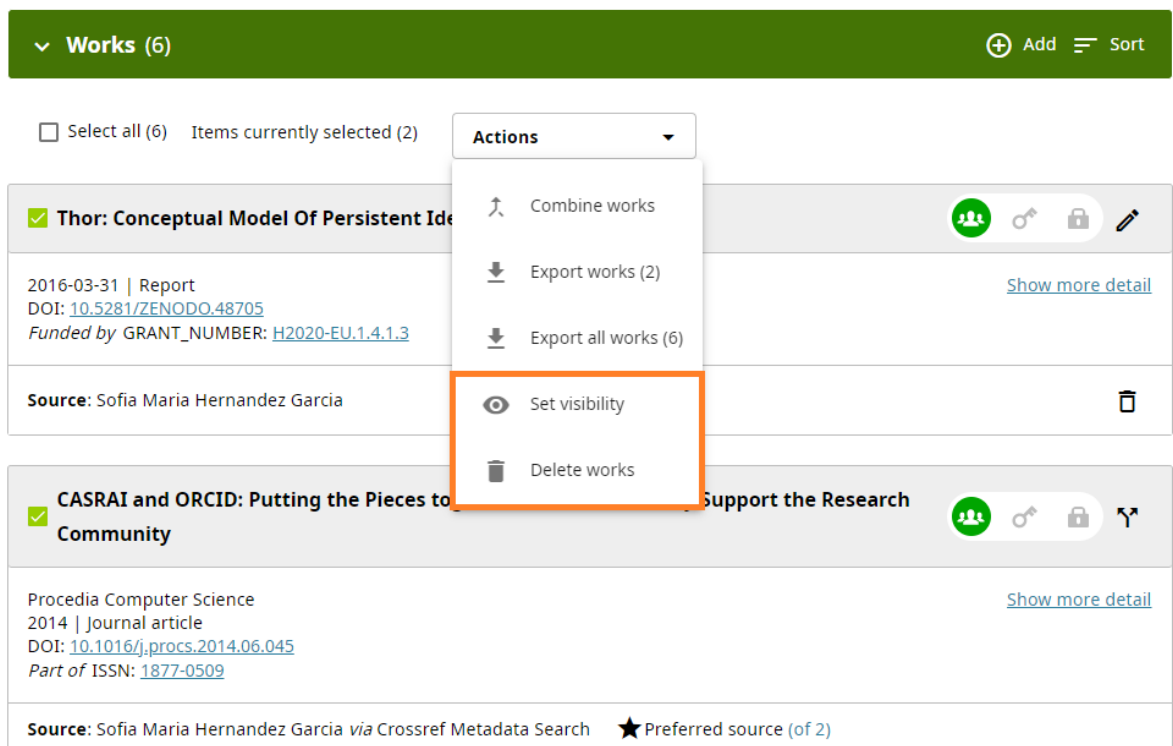 Works (6)
Add
Sort
Select all (6)
Items currently selected (2)
Actions
Combine works
Export works (2)
Export all works (6)
Set visibility
Delete works
Thor: Conceptual Model Of Persistent Ide
2016-03-31 | Report
Show more detail
DOI: 10.5281/ZENODO.48705
Funded by GRANT_NUMBER: H2020-EU.1.4.1.3
Source: Sofia Maria Hernandez Garcia
CASRAI and ORCID: Putting the Pieces to Support the Research
Community
Procedia Computer Science
Show more detail
2014 | Journal article
DOI: 10.1016/j.procs.2014.06.045
Part of ISSN: 1877-0509
Source: Sofia Maria Hernandez Garcia via Crossref Metadata Search
Preferred source (of 2)